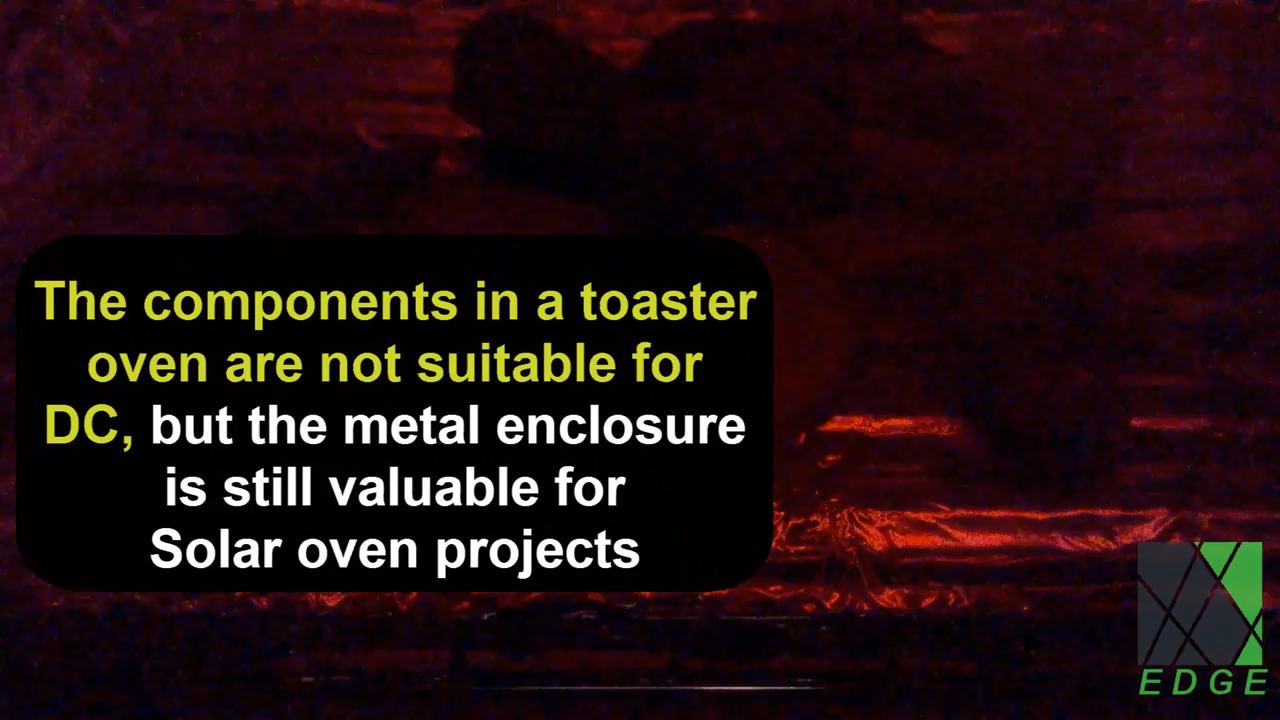 The components in a toaster
oven are not suitable for
DC, but the metal enclosure
is still valuable for
Solar oven projects
EDGE